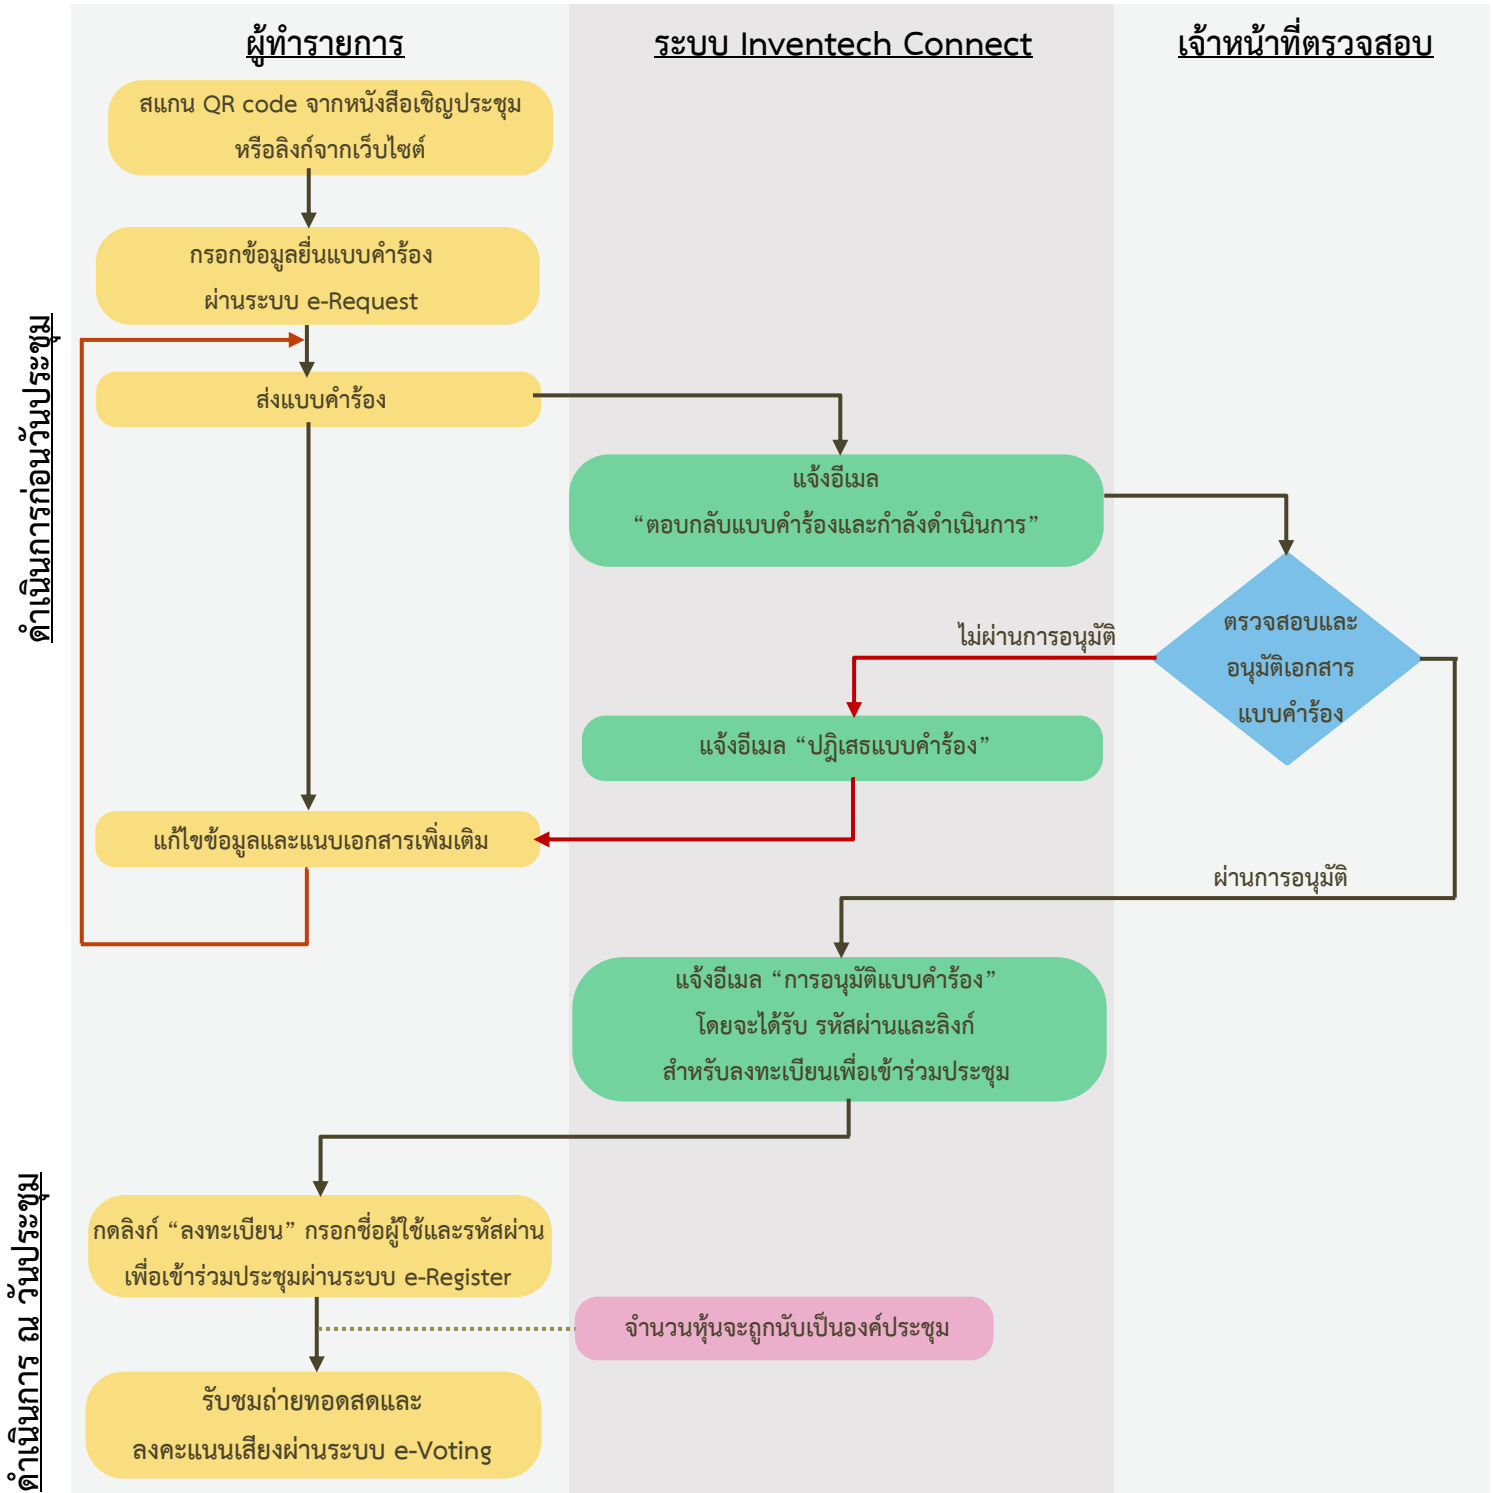 ผู้ทำรายการ
ระบบ Inventech Connect
เจ้าหน้าที่ตรวจสอบ
ดำเนินการก่อนวันประชุม
สแกน QR code จากหนังสือเชิญประชุม
หรือลิงก์จากเว็บไซต์
กรอกข้อมูลยื่นแบบคำร้อง
ผ่านระบบ e-Request
ส่งแบบคำร้อง
แจ้งอีเมล
“ตอบกลับแบบคำร้องและกำลังดำเนินการ”
ตรวจสอบและ
อนุมัติเอกสาร
แบบคำร้อง
ไม่ผ่านการอนุมัติ
แจ้งอีเมล “ปฎิเสธแบบคำร้อง”
แก้ไขข้อมูลและแนบเอกสารเพิ่มเติม
ผ่านการอนุมัติ
แจ้งอีเมล “การอนุมัติแบบคำร้อง”
โดยจะได้รับ รหัสผ่านและลิงก์
สำหรับลงทะเบียนเพื่อเข้าร่วมประชุม
ดำเนินการ ณ วันประชุม
กดลิงก์ “ลงทะเบียน” กรอกชื่อผู้ใช้และรหัสผ่าน
เพื่อเข้าร่วมประชุมผ่านระบบ e-Register
จำนวนหุ้นจะถูกนับเป็นองค์ประชุม
รับชมถ่ายทอดสดและ
ลงคะแนนเสียงผ่านระบบ e-Voting